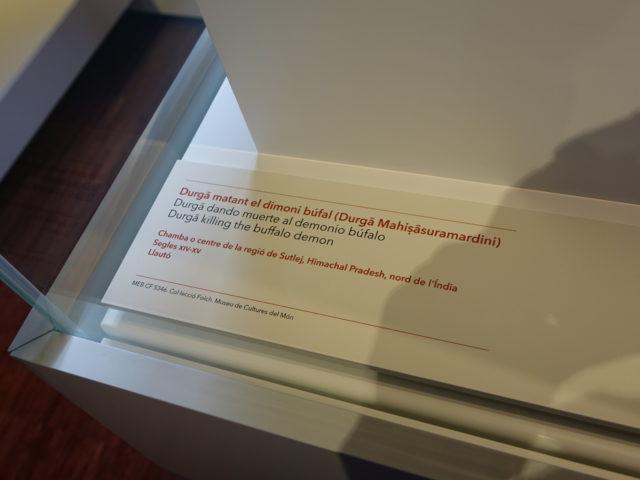 Durgā matant el dimoni búfal (Durgā Mahiṣāsuramardini)
Durgā dando muerte al demonio búfalo
Durgā killing the buffalo demon
Chamba o centre de la regió de Sutlej, Himachal Pradesh, nord de l'Índia
Segles XIV-XV
Llautó
MEB CF 5346. Col·lecció Folch. Museu de Cultures del Món